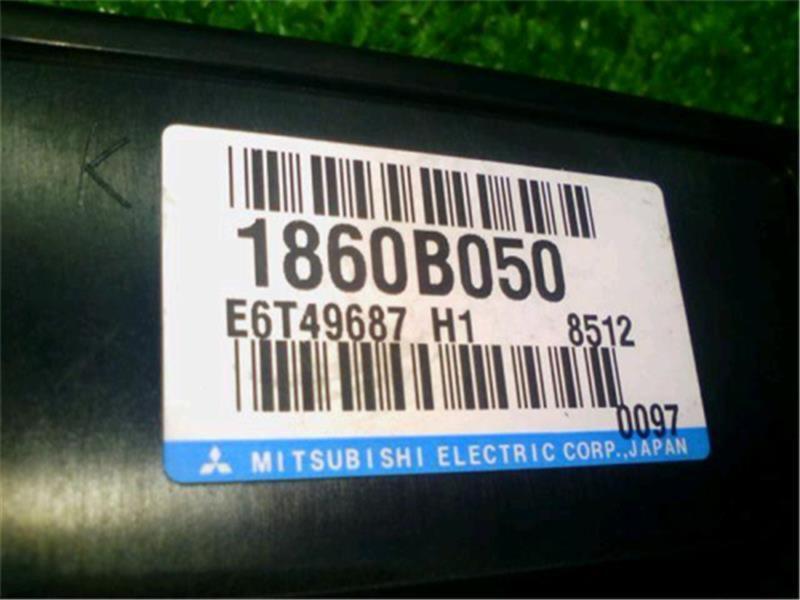 K
1860B050
E6T49687 H1 8512
0097
MITSUBISHI ELECTRIC CORP.,JAPAN